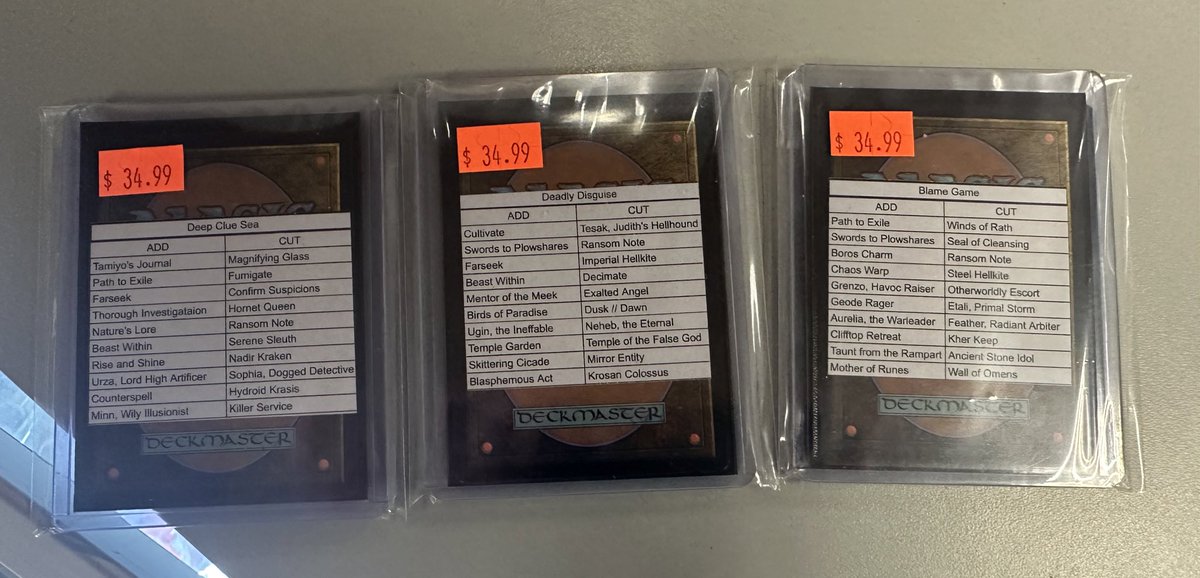 $ 34.99
Deep Clue Sea
ADD CUT
Tamiyo's Journal Magnifying Glass
Path to Exile Fumigate
Farseek Confirm Suspicions
Thorough Investigataion Hornet Queen
Nature's Lore Ransom Note
Beast Within Serene Sleuth
Rise and Shine Nadir Kraken
Urza, Lord High Artificer Sophia, Dogged Detective
Counterspell Hydroid Krasis
Minn, Wily Illusionist Killer Service
DECKMASTER
$ 34.99
Deadly Disguise
ADD CUT
Cultivate Tesak, Judith's Hellhound
Swords to Plowshares Ransom Note
Farseek Imperial Hellkite
Beast Within Decimate
Mentor of the Meek Exalted Angel
Birds of Paradise Dusk // Dawn
Ugin, the Ineffable Neheb, the Eternal
Temple Garden Temple of the False God
Skittering Cicade Mirror Entity
Blasphemous Act Krosan Colossus
DECKMASTER
$ 34.99
Blame Game
ADD CUT
Path to Exile Winds of Rath
Swords to Plowshares Seal of Cleansing
Boros Charm Ransom Note
Chaos Warp Steel Hellkite
Grenzo, Havoc Raiser Otherworldly Escort
Geode Rager Etali, Primal Storm
Aurelia, the Warleader Feather, Radiant Arbiter
Clifftop Retreat Kher Keep
Taunt from the Rampart Ancient Stone Idol
Mother of Runes Wall of Omens
DECKMASTER